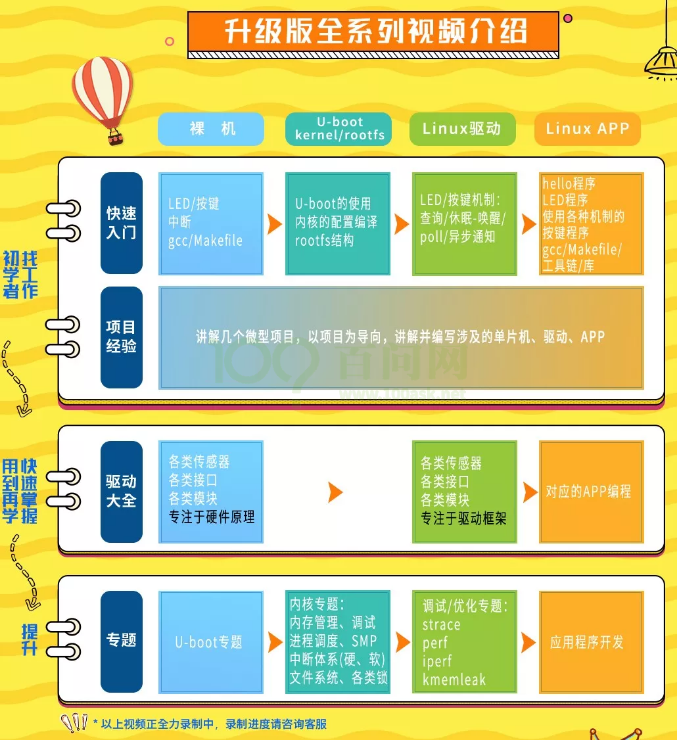 升级版全系列视频介绍
裸 机
U-boot
kernel/rootfs
Linux驱动
Linux APP
初学者
找工作
快速
入门
LED/按键
中断
gcc/Makefile
U-boot的使用
内核的配置编译
rootfs结构
LED/按键机制：
查询/休眠-唤醒/
poll/异步通知
hello程序
LED程序
使用各种机制的
按键程序
gcc/Makefile/
工具链/库
项目
经验
讲解几个微型项目，以项目为导向，讲解并编写涉及的单片机、驱动、APP
100 百问网
www.100ask.net
用到再学
快速掌握
驱动
大全
各类传感器
各类接口
各类模块
专注于硬件原理
各类传感器
各类接口
各类模块
专注于驱动框架
对应的APP编程
提升
专题
U-boot专题
内核专题：
内存管理、调试
进程调度、SMP
中断体系(硬、软)
文件系统、各类锁
调试/优化专题：
strace
perf
iperf
kmemleak
应用程序开发
* 以上视频正全力录制中，录制进度请咨询客服